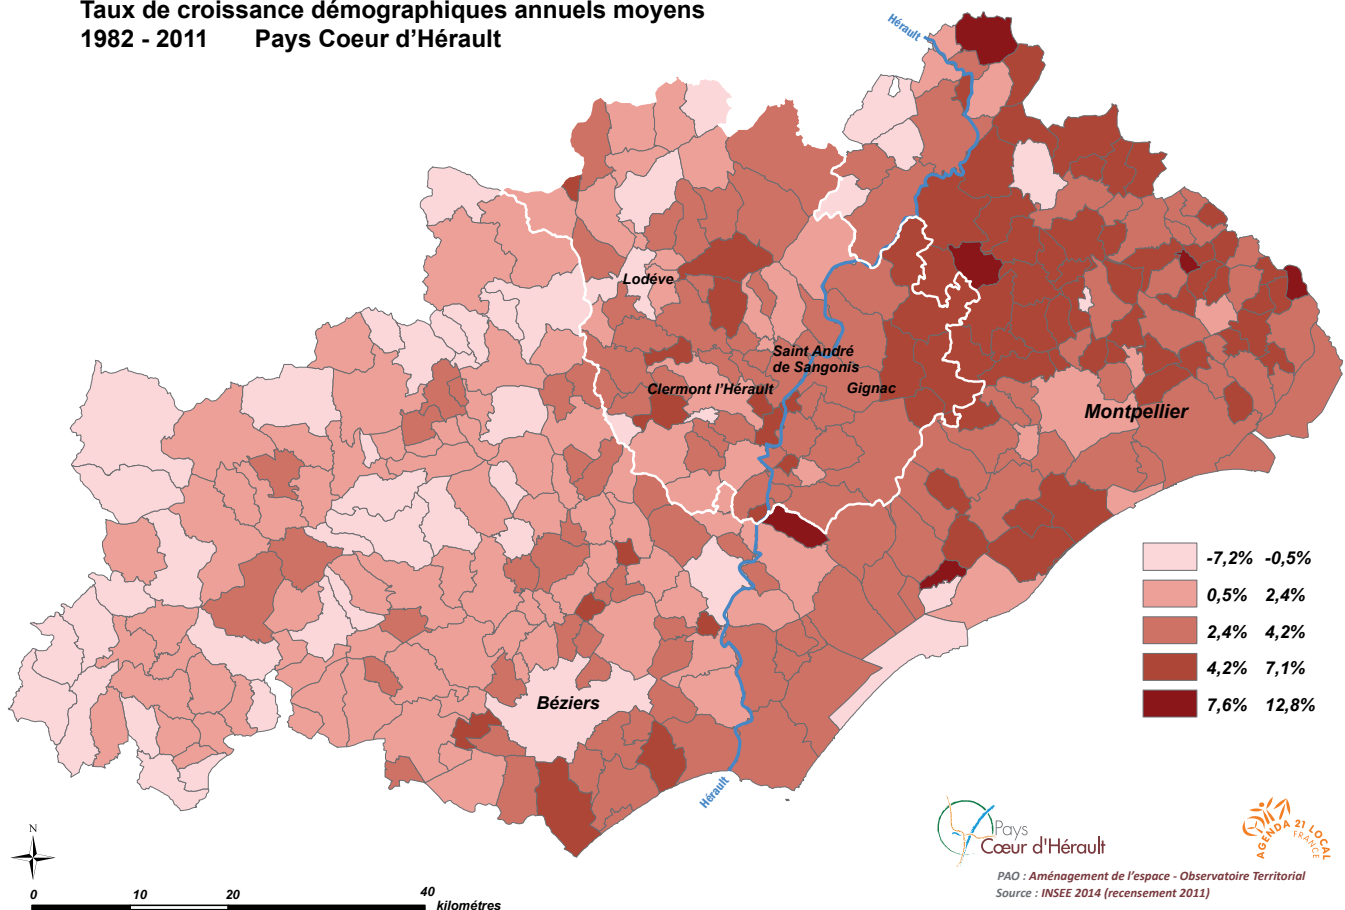 Taux de croissance démographiques annuels moyens
1982 - 2011 Pays Coeur d'Hérault
Hérault
Lodéve
Saint André
de Sangonis
Clermont l'Hérault
Gignac
Montpellier
Béziers
Hérault
-7,2% -0,5%
0,5% 2,4%
2,4% 4,2%
4,2% 7,1%
7,6% 12,8%
N
0 10 20 40
kilométres
Pays
Cœur d'Hérault
AGENDA 21 LOCAL
FRANCE
PAO : Aménagement de l'espace - Observatoire Territorial
Source : INSEE 2014 (recensement 2011)